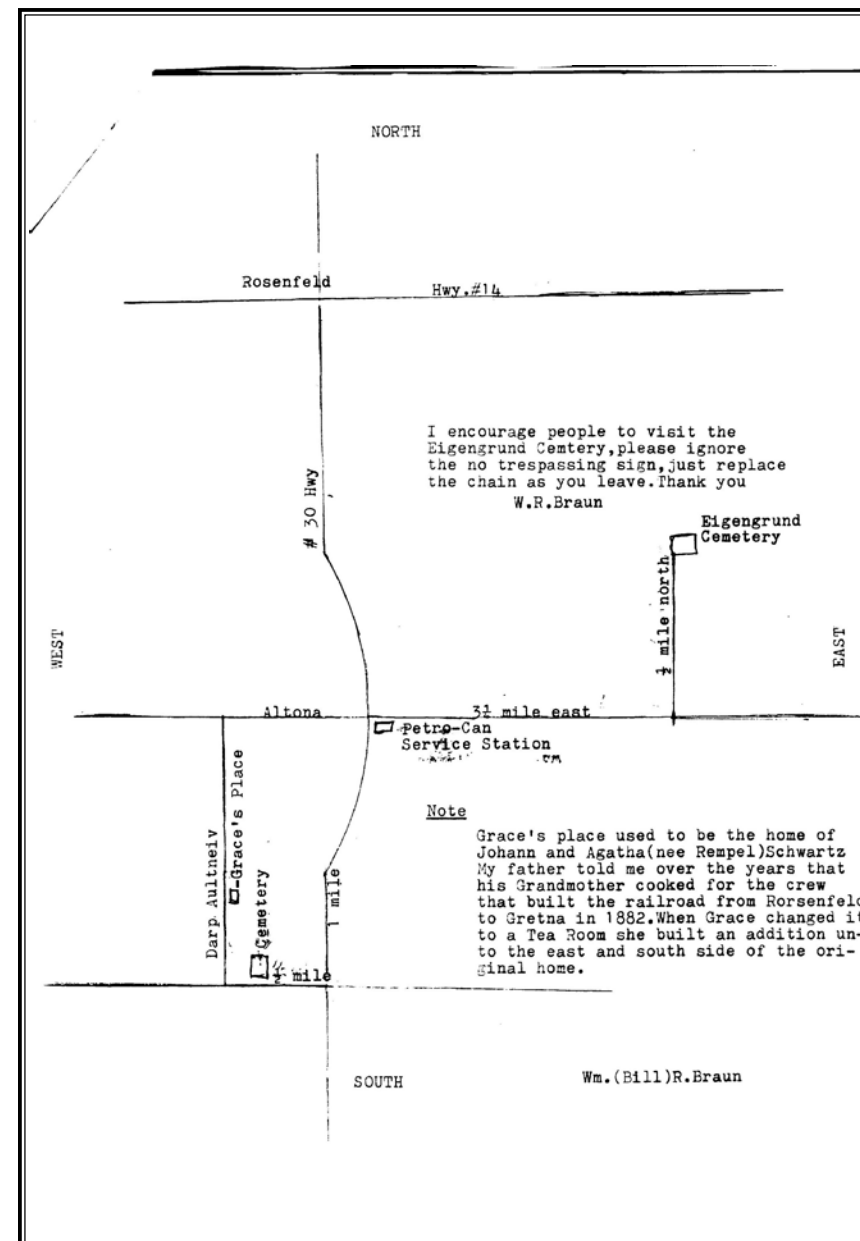 NORTH
Rosenfeld
Hwy.#14
# 30 Hwy
I encourage people to visit the
Eigengrund Cemtery,please ignore
the no trespassing sign,just replace
the chain as you leave.Thank you
W.R.Braun
Eigengrund
Cemetery
½ mile north
WEST
EAST
Altona
3½ mile east
Petro-Can
Service Station
Darp Aultneiv
-Grace's Place
Cemetery
½ mile
1 mile
Note
Grace's place used to be the home of
Johann and Agatha(nee Rempel)Schwartz
My father told me over the years that
his Grandmother cooked for the crew
that built the railroad from Rorsenfeld
to Gretna in 1882.When Grace changed it
to a Tea Room she built an addition un-
to the east and south side of the ori-
ginal home.
SOUTH
Wm.(Bill)R.Braun